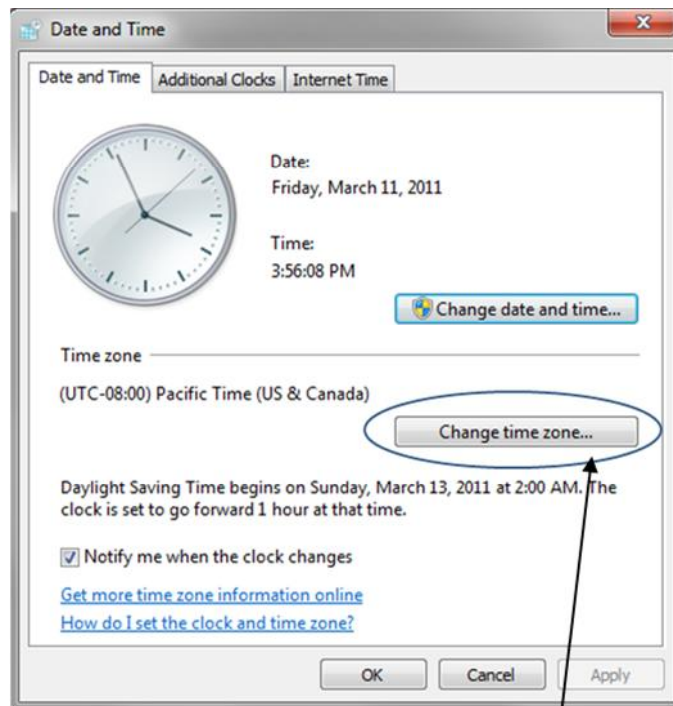 Date and Time
Date and Time Additional Clocks Internet Time
Date:
Friday, March 11, 2011
Time:
3:56:08 PM
Change date and time...
Time zone
(UTC-08:00) Pacific Time (US & Canada)
Change time zone...
Daylight Saving Time begins on Sunday, March 13, 2011 at 2:00 AM. The
clock is set to go forward 1 hour at that time.
Notify me when the clock changes
Get more time zone information online
How do I set the clock and time zone?
OK Cancel Apply